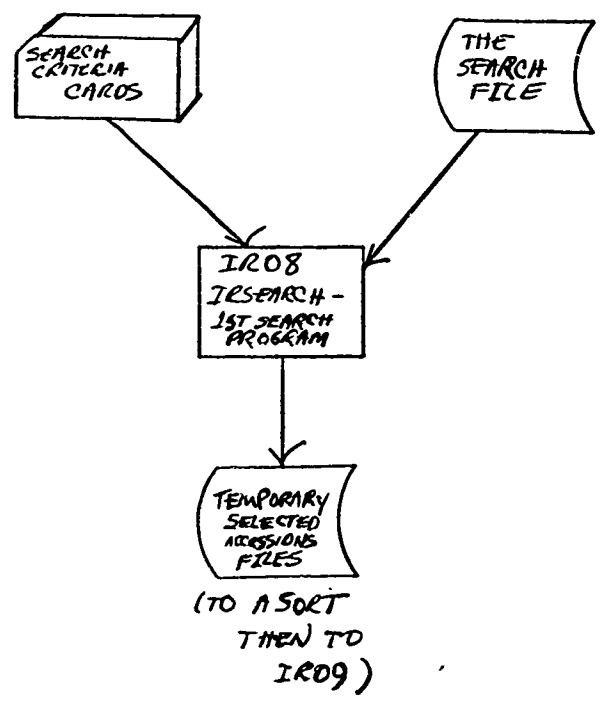 SEARCH
CRITERIA
CARDS
THE
SEARCH
FILE
IR08
IRSEARCH -
1ST SEARCH
PROGRAM
TEMPORARY
SELECTED
ACCESSIONS
FILES
(TO A SORT
THEN TO
IR09)